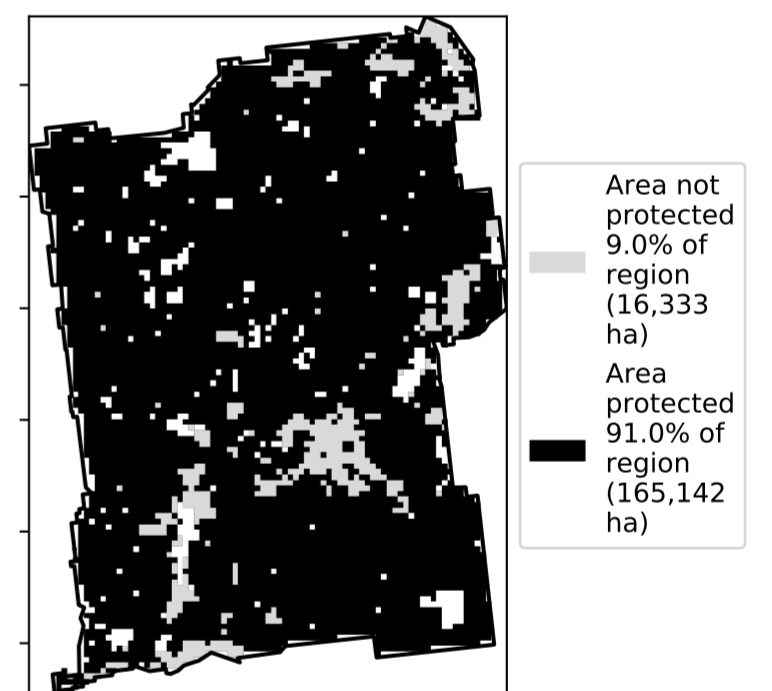 Area not
protected
9.0% of
region
(16,333
ha)
Area
protected
91.0% of
region
(165,142
ha)